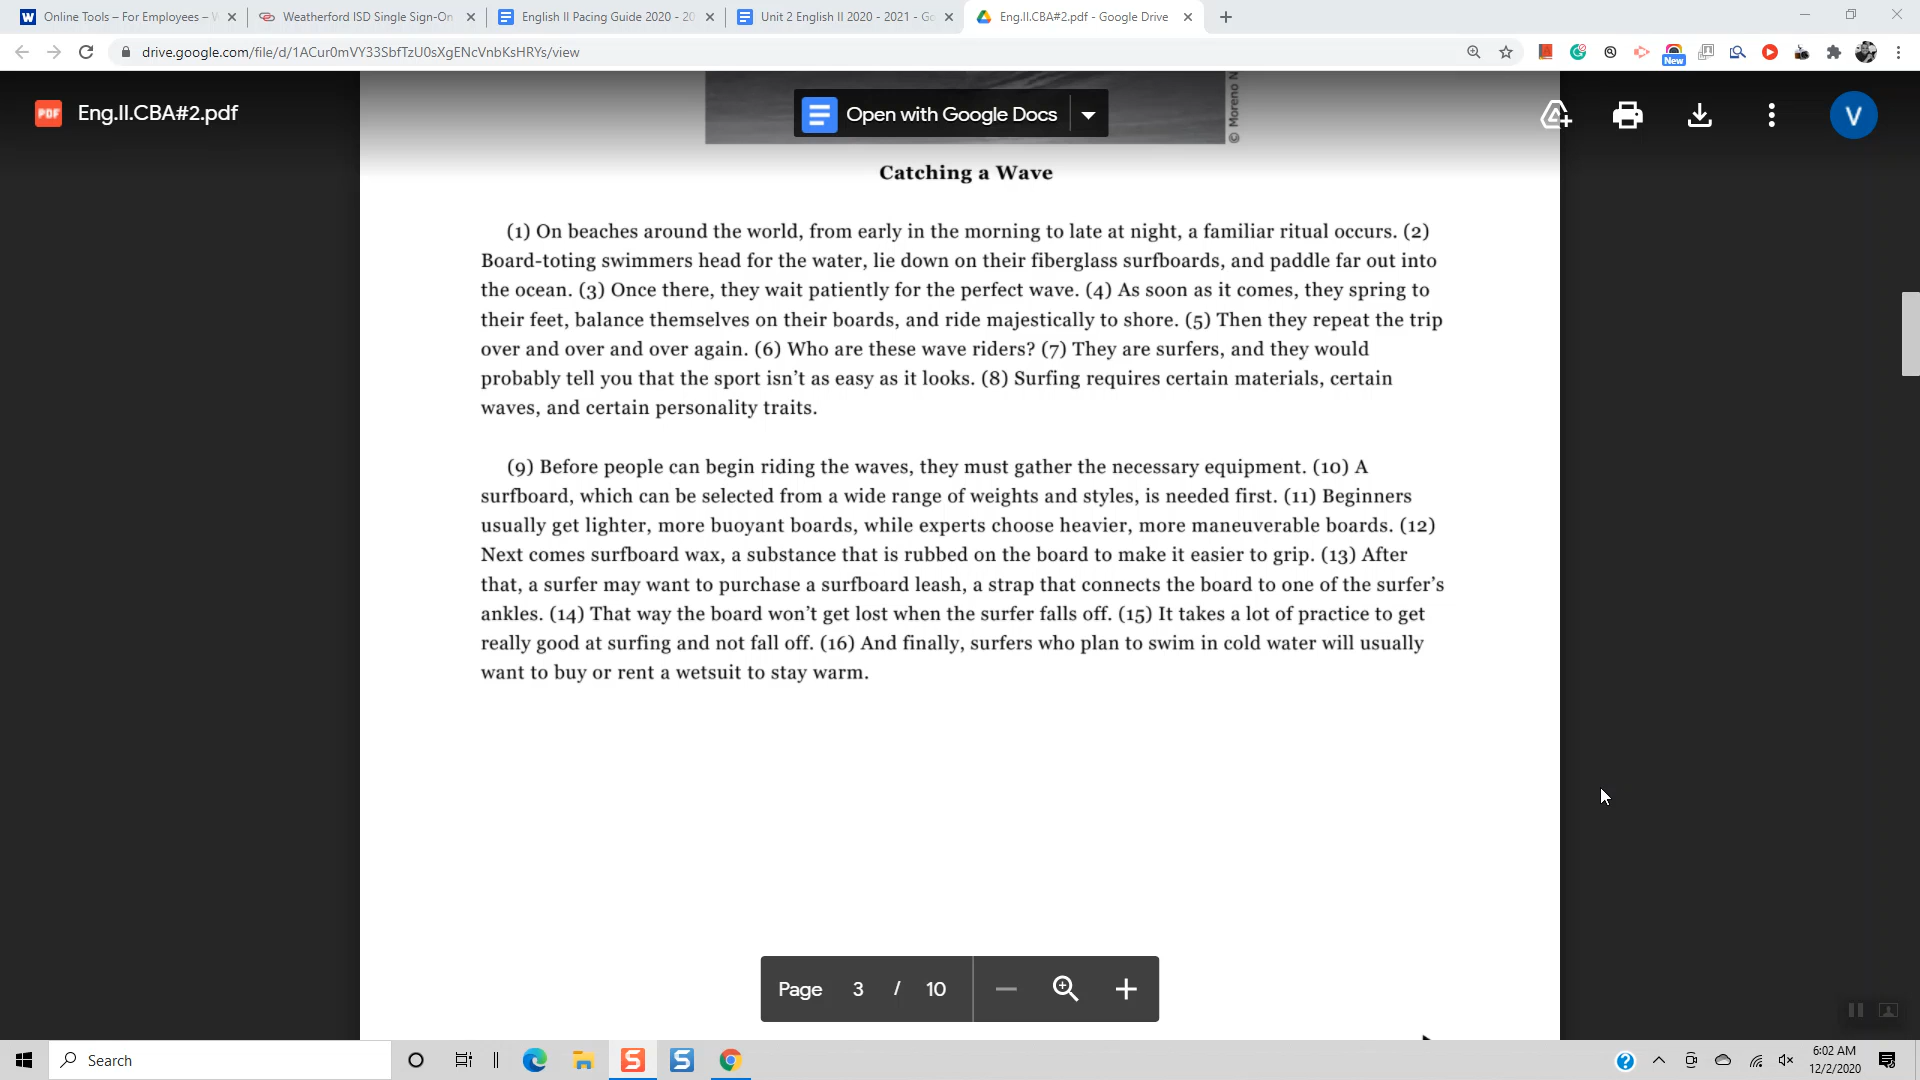 Online Tools – For Employees – W
Weatherford ISD Single Sign-On
English II Pacing Guide 2020 - 20
Unit 2 English II 2020 - 2021 - Go
Eng.II.CBA#2.pdf - Google Drive
drive.google.com/file/d/1ACur0mVY33SbfTzU0sXgENcVnbKsHRYs/view
New
PDF
Eng.II.CBA#2.pdf
Open with Google Docs
V
© Moreno N
Catching a Wave
(1) On beaches around the world, from early in the morning to late at night, a familiar ritual occurs. (2)
Board-toting swimmers head for the water, lie down on their fiberglass surfboards, and paddle far out into
the ocean. (3) Once there, they wait patiently for the perfect wave. (4) As soon as it comes, they spring to
their feet, balance themselves on their boards, and ride majestically to shore. (5) Then they repeat the trip
over and over and over again. (6) Who are these wave riders? (7) They are surfers, and they would
probably tell you that the sport isn’t as easy as it looks. (8) Surfing requires certain materials, certain
waves, and certain personality traits.
(9) Before people can begin riding the waves, they must gather the necessary equipment. (10) A
surfboard, which can be selected from a wide range of weights and styles, is needed first. (11) Beginners
usually get lighter, more buoyant boards, while experts choose heavier, more maneuverable boards. (12)
Next comes surfboard wax, a substance that is rubbed on the board to make it easier to grip. (13) After
that, a surfer may want to purchase a surfboard leash, a strap that connects the board to one of the surfer’s
ankles. (14) That way the board won’t get lost when the surfer falls off. (15) It takes a lot of practice to get
really good at surfing and not fall off. (16) And finally, surfers who plan to swim in cold water will usually
want to buy or rent a wetsuit to stay warm.
Page 3 / 10
Search
6:02 AM
12/2/2020